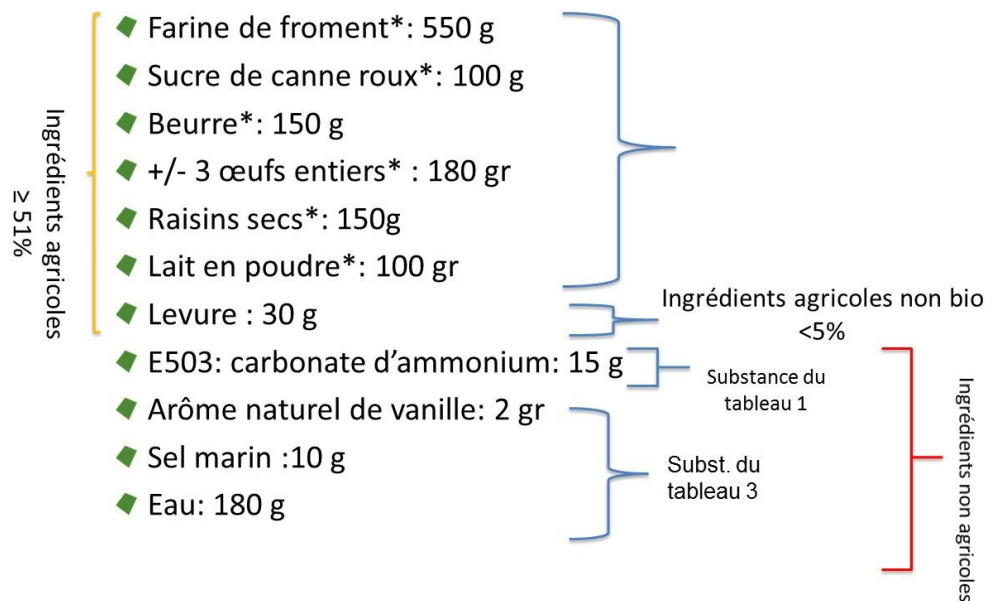 Farine de froment*: 550 g
Sucre de canne roux*: 100 g
Beurre*: 150 g
+/- 3 œufs entiers* : 180 gr
Raisins secs*: 150g
Lait en poudre*: 100 gr
Levure : 30 g
E503: carbonate d’ammonium: 15 g
Arôme naturel de vanille: 2 gr
Sel marin :10 g
Eau: 180 g
Ingrédients agricoles
≥ 51%
Ingrédients agricoles non bio
<5%
Substance du
tableau 1
Subst. du
tableau 3
Ingrédients non agricoles